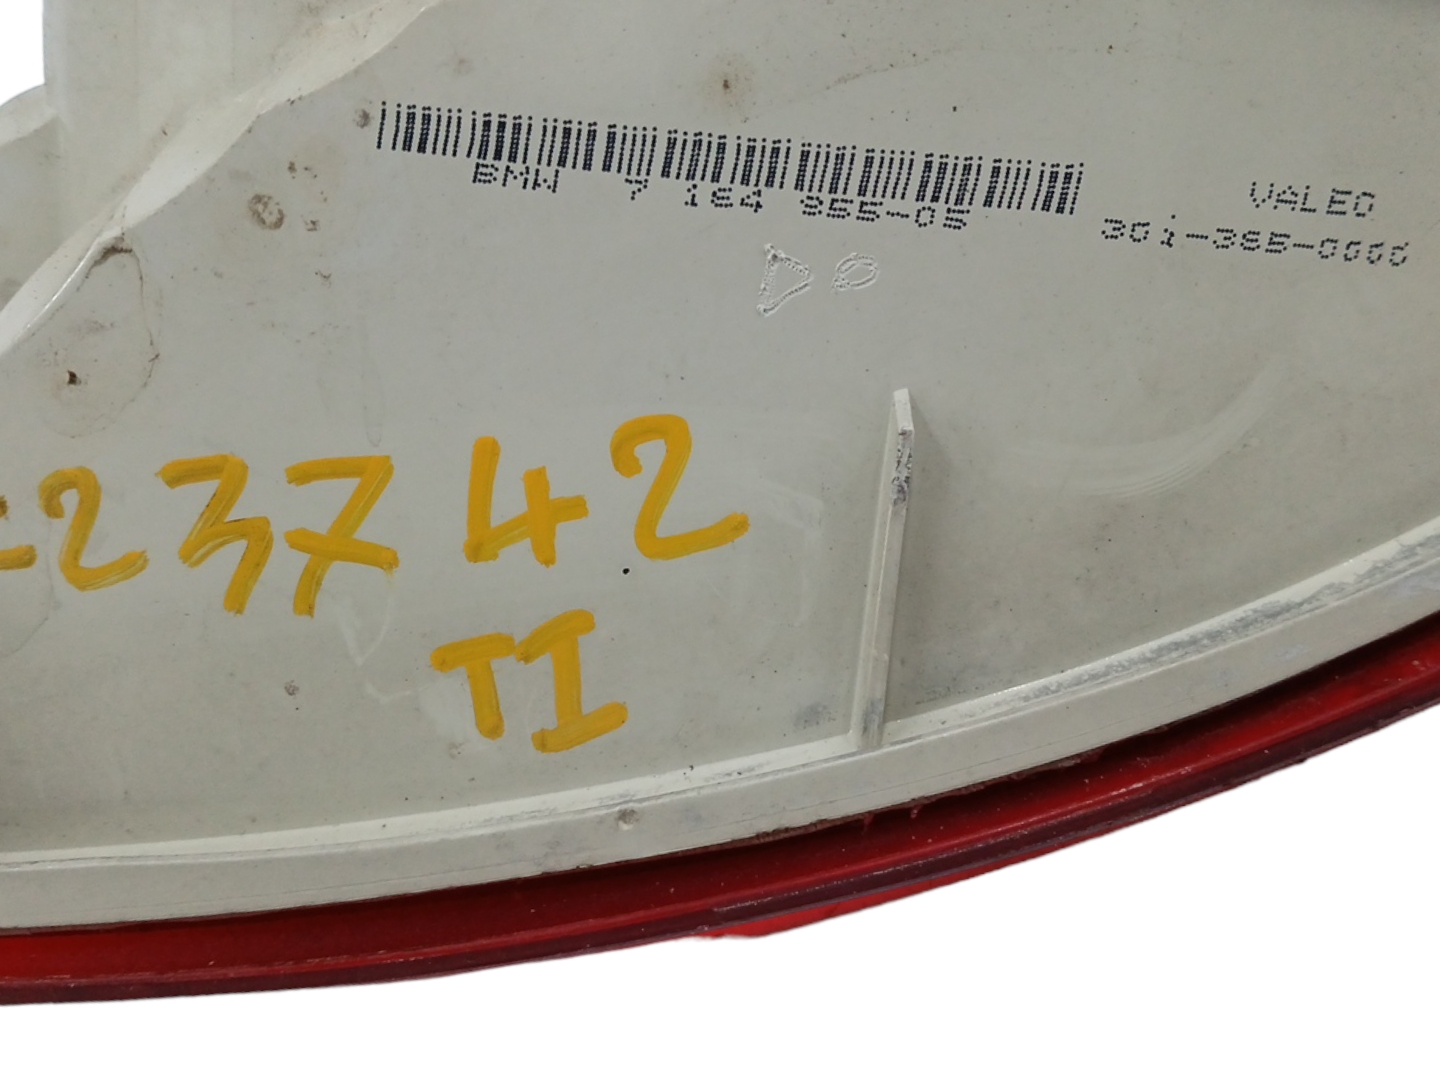 BMW 7 164 955-05
VALEO
301-385-0000
D O
-23742
TI